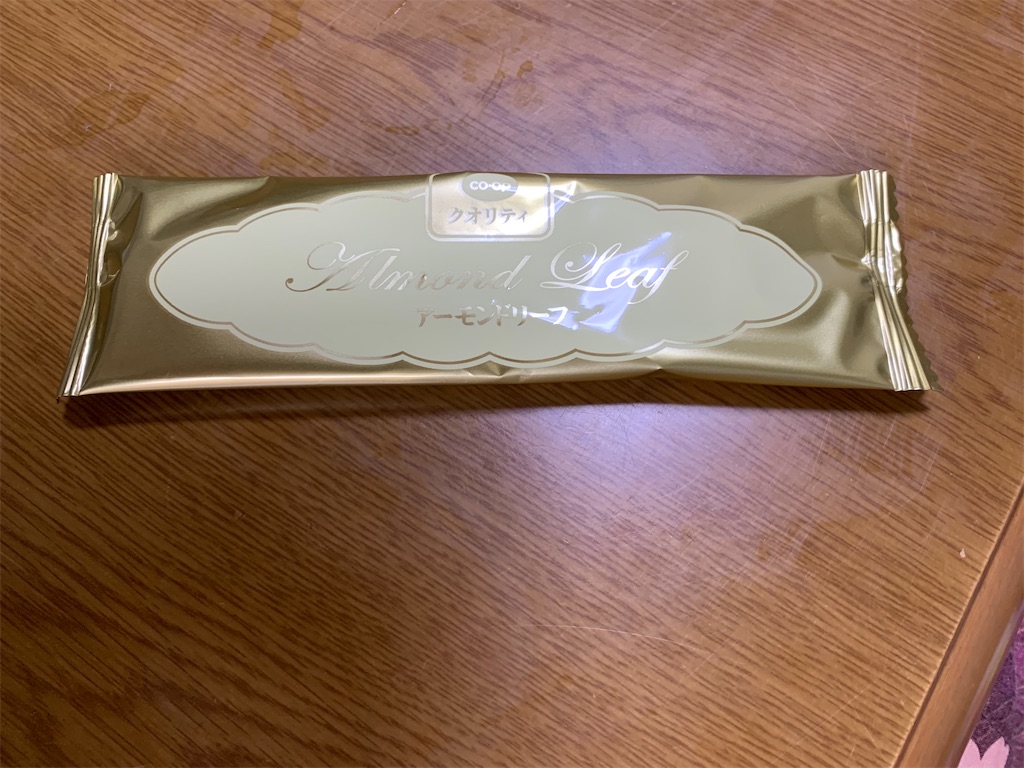 co-op
クオリティ
Almond Leaf
アーモンドリーフ